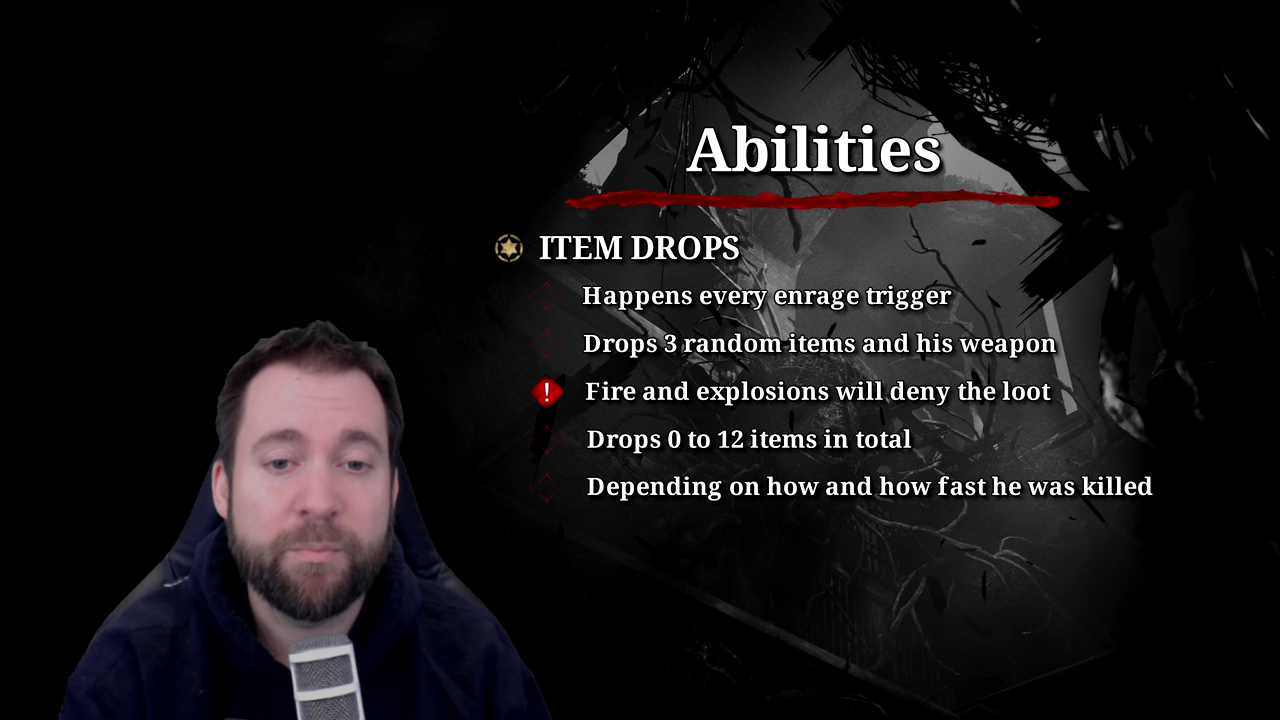 Abilities
ITEM DROPS
Happens every enrage trigger
Drops 3 random items and his weapon
Fire and explosions will deny the loot
Drops 0 to 12 items in total
Depending on how and how fast he was killed